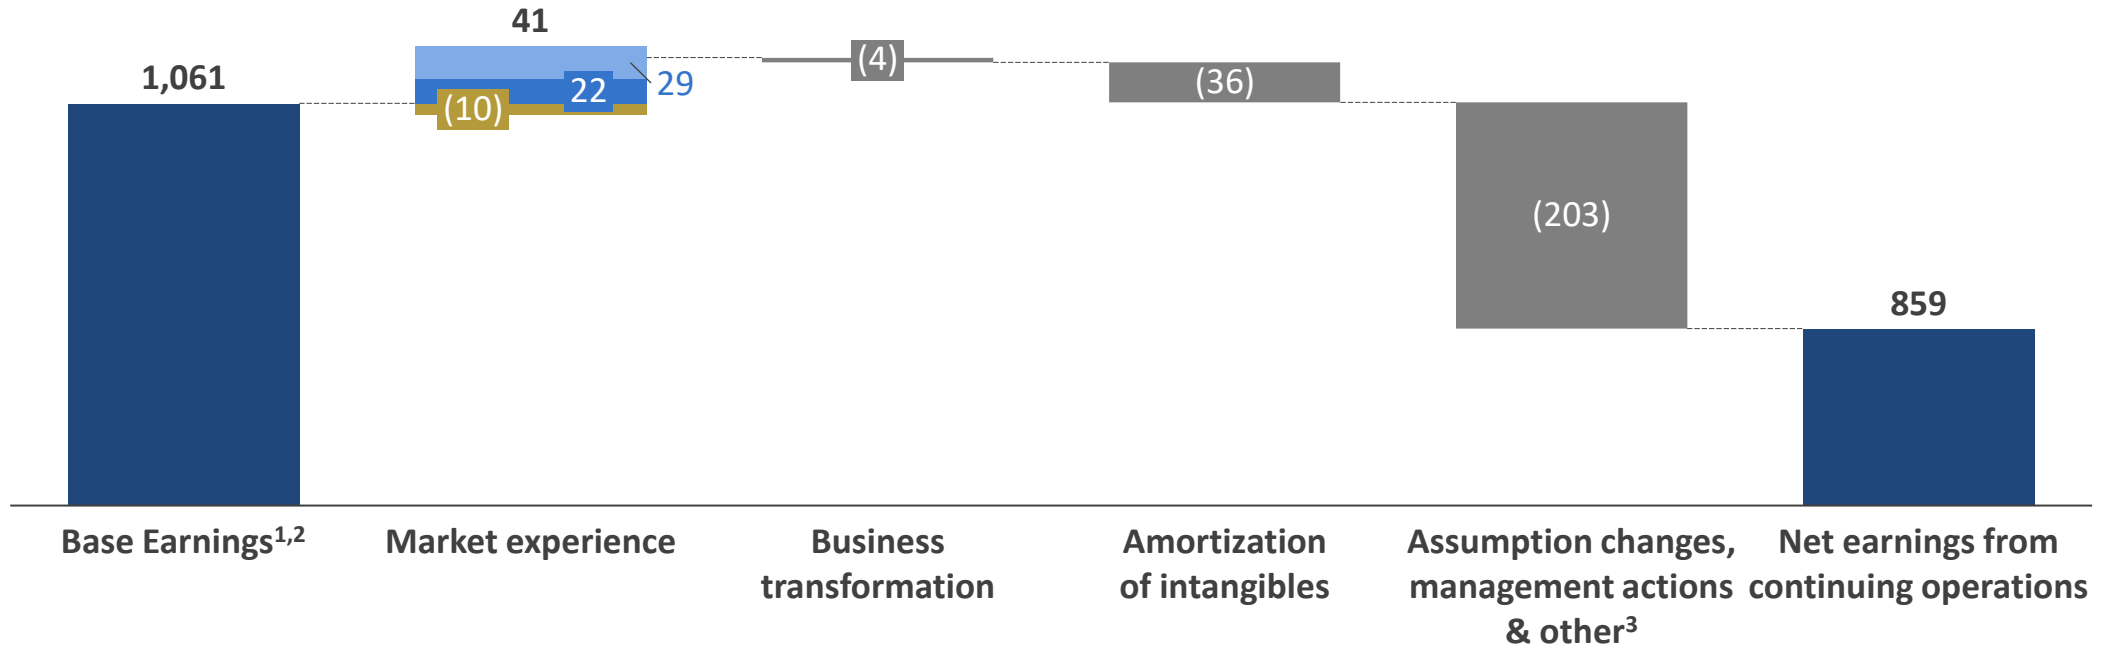 41
1,061
(10)
22
29
(4)
(36)
(203)
859
Base Earnings¹,²
Market experience
Business
transformation
Amortization
of intangibles
Assumption changes,
management actions
& other³
Net earnings from
continuing operations